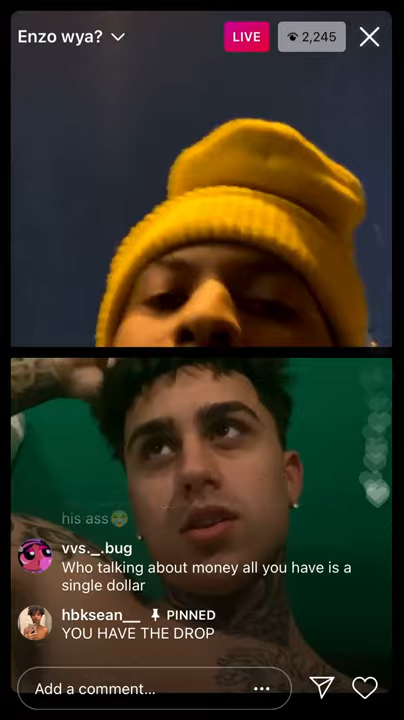 Enzo wya?
LIVE
2,245
his ass😭
vvs._.bug
Who talking about money all you have is a
single dollar
hbksean__ PINNED
YOU HAVE THE DROP
Add a comment...